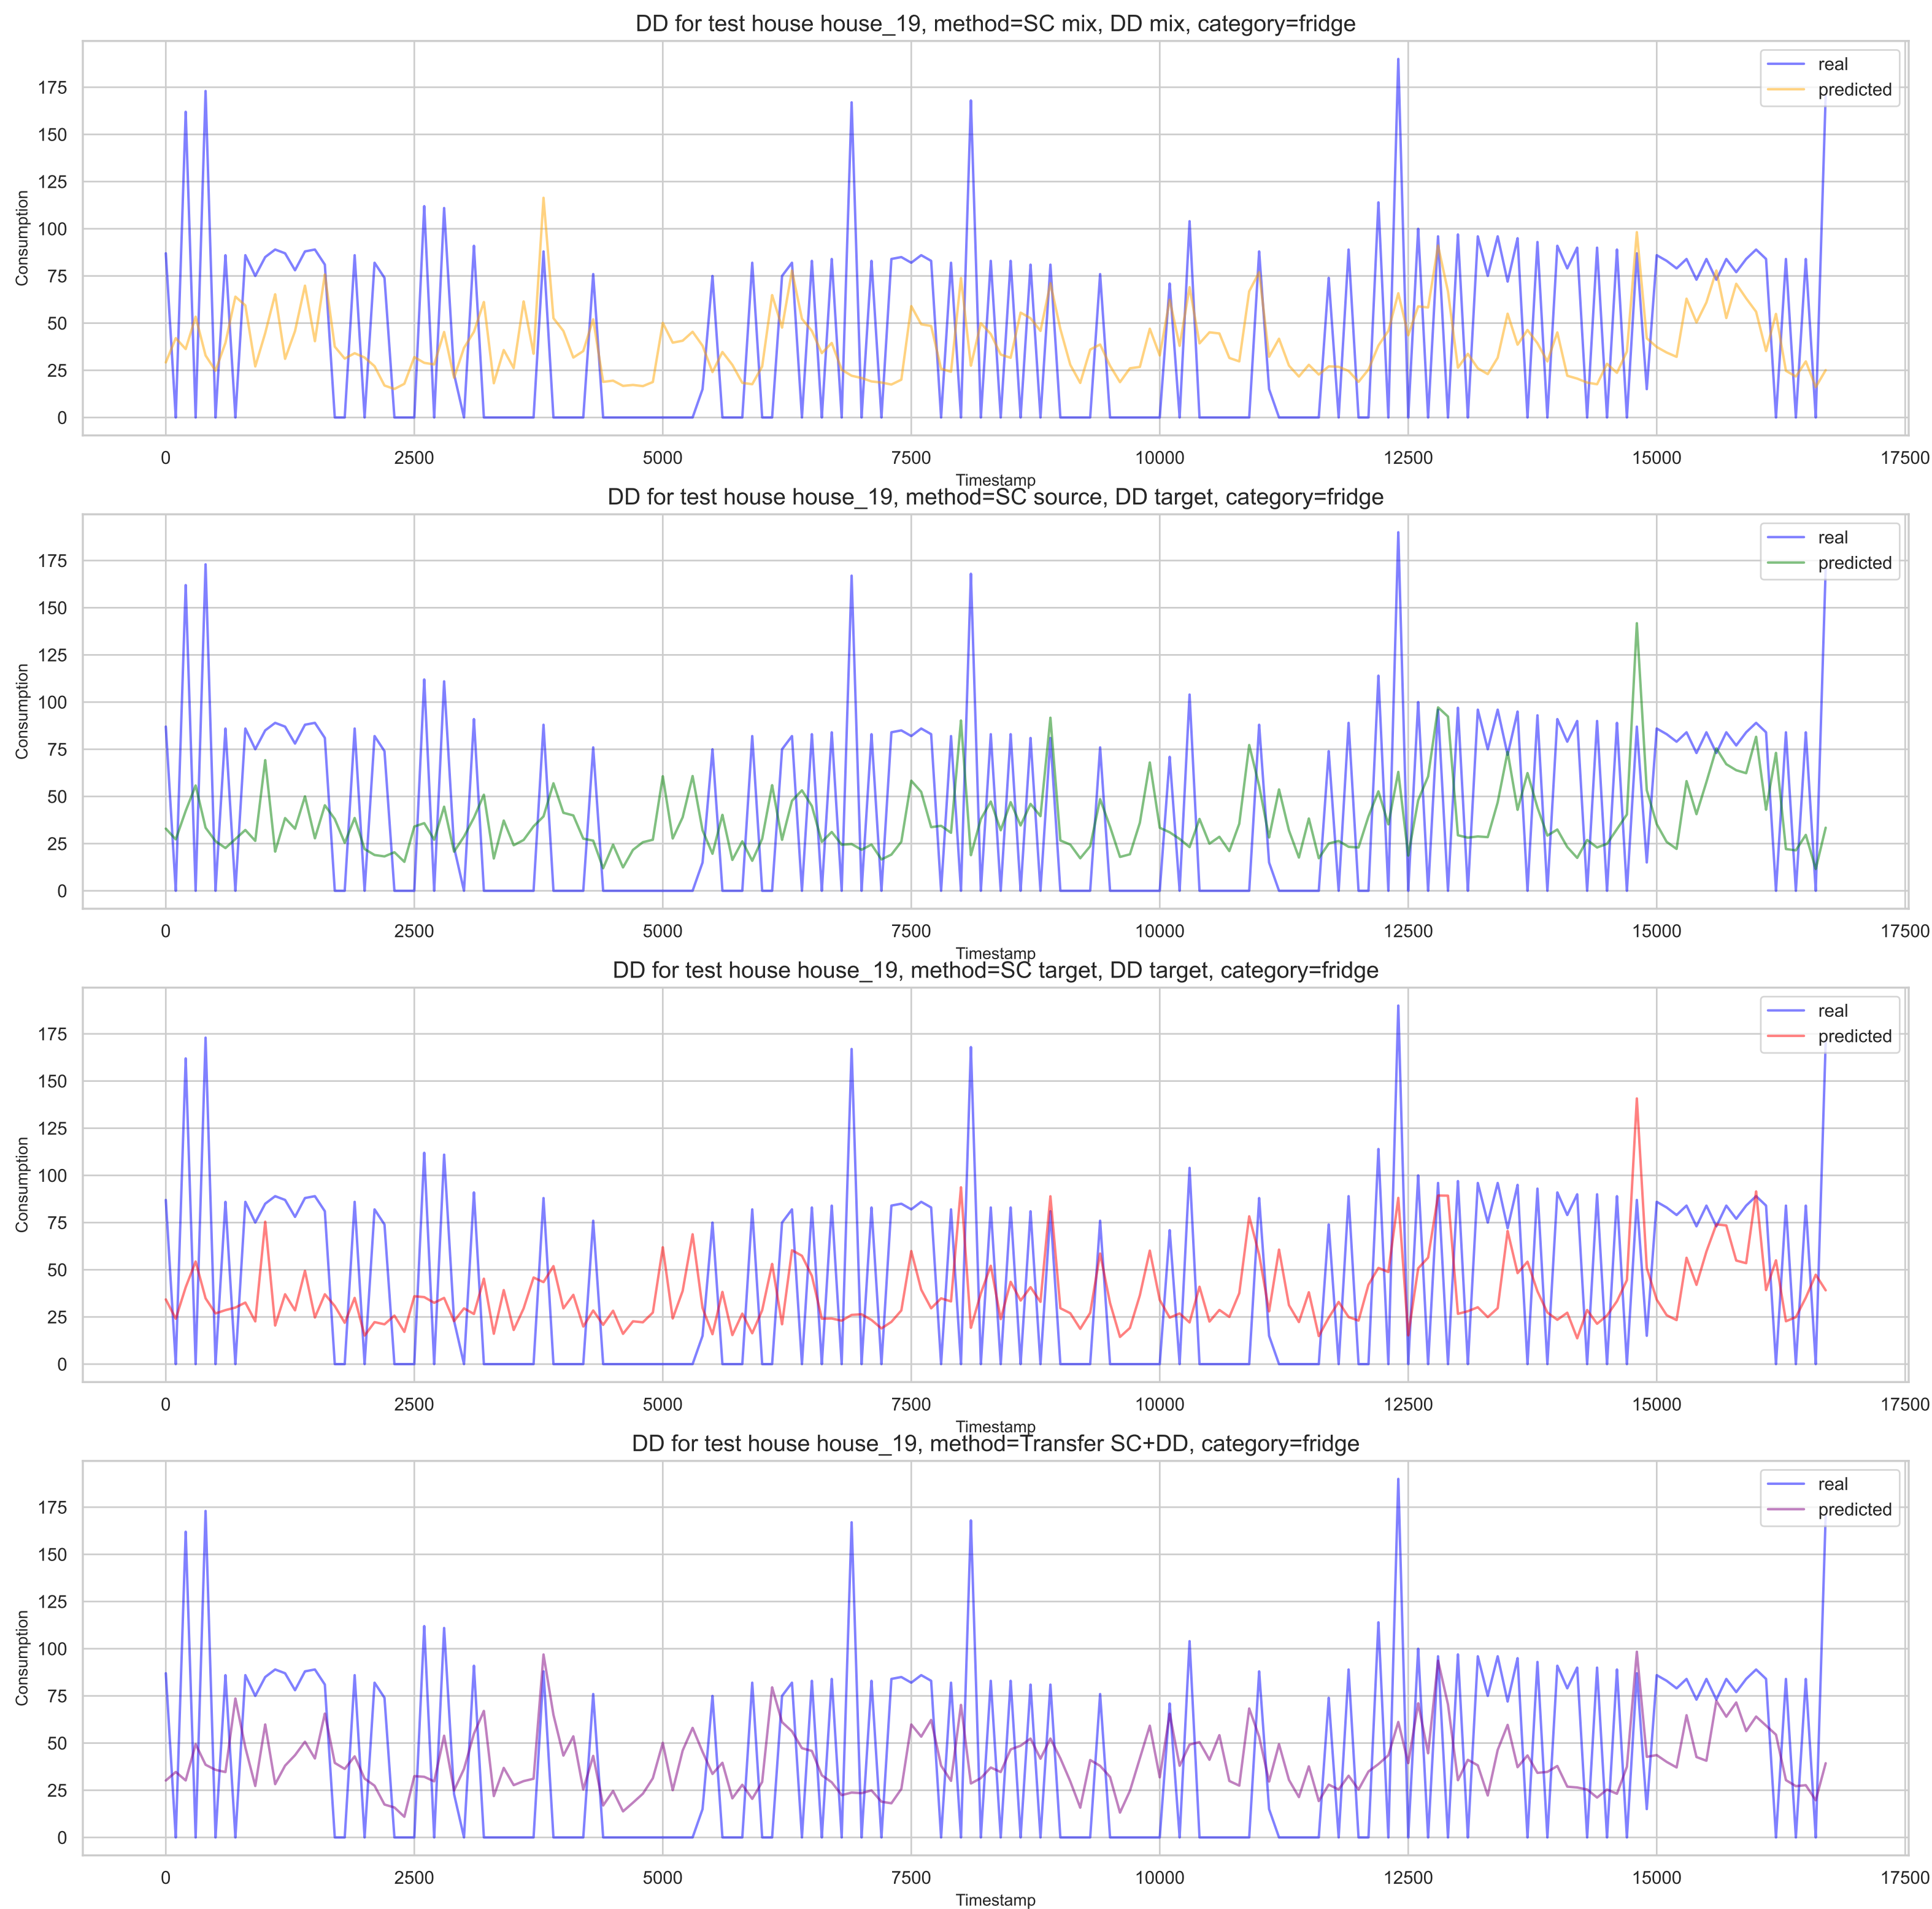 DD for test house house_19, method=SC mix, DD mix, category=fridge
real
predicted
175
150
125
100
75
50
25
0
Consumption
0 2500 5000 7500 10000 12500 15000 17500
Timestamp
DD for test house house_19, method=SC source, DD target, category=fridge
real
predicted
175
150
125
100
75
50
25
0
Consumption
0 2500 5000 7500 10000 12500 15000 17500
Timestamp
DD for test house house_19, method=SC target, DD target, category=fridge
real
predicted
175
150
125
100
75
50
25
0
Consumption
0 2500 5000 7500 10000 12500 15000 17500
Timestamp
DD for test house house_19, method=Transfer SC+DD, category=fridge
real
predicted
175
150
125
100
75
50
25
0
Consumption
0 2500 5000 7500 10000 12500 15000 17500
Timestamp